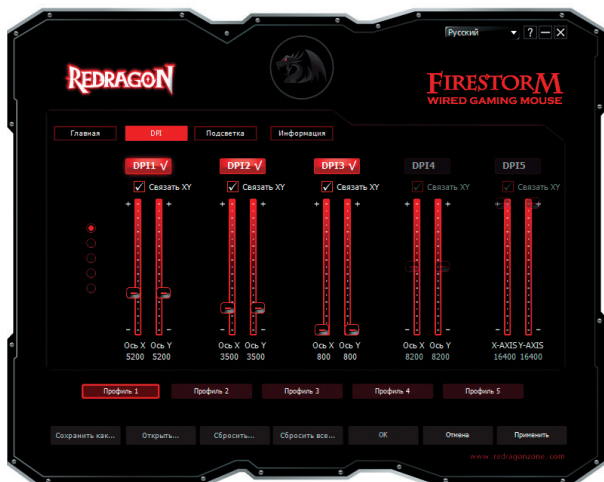 Русский
?
REDRAGON
FIRESTORM
WIRED GAMING MOUSE
Главная DPI Подсветка Информация
DPI1 √ DPI2 √ DPI3 √ DPI4 DPI5
Связать XY Связать XY Связать XY Связать XY Связать XY
+ + + + + + + + + +
- - - - - - - - - -
Ось X Ось Y Ось X Ось Y Ось X Ось Y Ось X Ось Y X-AXIS Y-AXIS
5200 5200 3500 3500 800 800 8200 8200 16400 16400
Профиль 1 Профиль 2 Профиль 3 Профиль 4 Профиль 5
Сохранить как... Открыть... Сбросить... Сбросить все... OK Отмена Применить
www.redragonzone.com